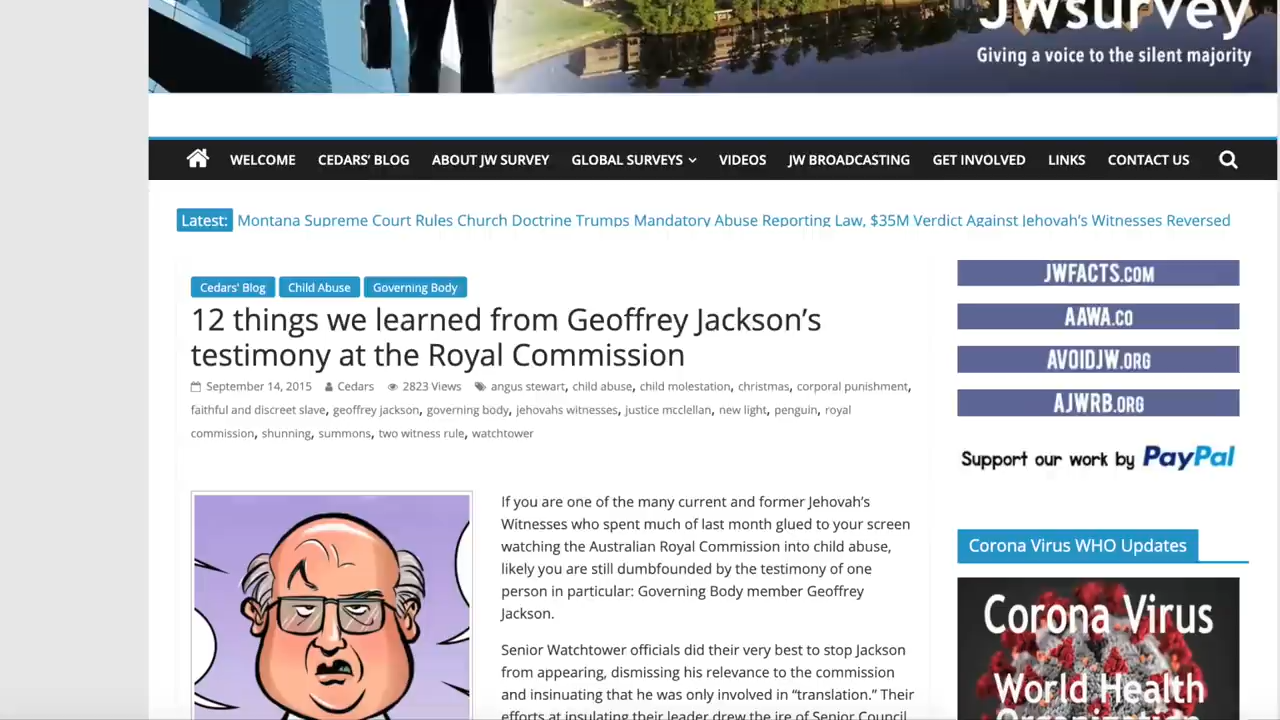 JWsurvey
Giving a voice to the silent majority
WELCOME CEDARS' BLOG ABOUT JW SURVEY GLOBAL SURVEYS VIDEOS JW BROADCASTING GET INVOLVED LINKS CONTACT US
Latest: Montana Supreme Court Rules Church Doctrine Trumps Mandatory Abuse Reporting Law, $35M Verdict Against Jehovah's Witnesses Reversed
Cedars' Blog Child Abuse Governing Body
12 things we learned from Geoffrey Jackson's
testimony at the Royal Commission
September 14, 2015 Cedars 2823 Views angus stewart, child abuse, child molestation, christmas, corporal punishment,
faithful and discreet slave, geoffrey jackson, governing body, jehovahs witnesses, justice mcclellan, new light, penguin, royal
commission, shunning, summons, two witness rule, watchtower
If you are one of the many current and former Jehovah's
Witnesses who spent much of last month glued to your screen
watching the Australian Royal Commission into child abuse,
likely you are still dumbfounded by the testimony of one
person in particular: Governing Body member Geoffrey
Jackson.
Senior Watchtower officials did their very best to stop Jackson
from appearing, dismissing his relevance to the commission
and insinuating that he was only involved in “translation.” Their
efforts at insulating their leader drew the ire of Senior Council
JWFACTS.COM
AAWA.CO
AVOIDJW.ORG
AJWRB.ORG
Support our work by PayPal
Corona Virus WHO Updates
Corona Virus
World Health
Organization